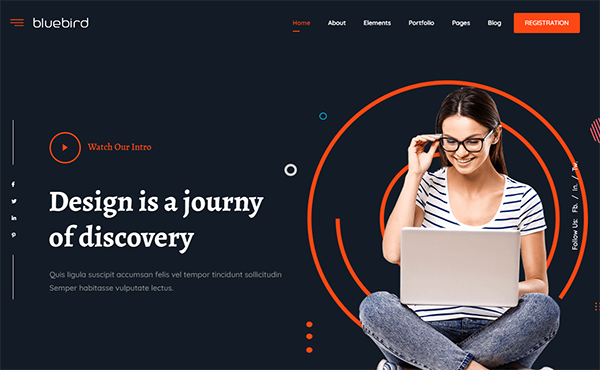 bluebird
Home About Elements Portfolio Pages Blog REGISTRATION
Watch Our Intro
Design is a journy
of discovery
Quis ligula suscipit accumsan felis vel tempor tincidunt sollicitudin
Semper habitasse vulputate lectus.
Follow Us: Fb. / In. / Tw.